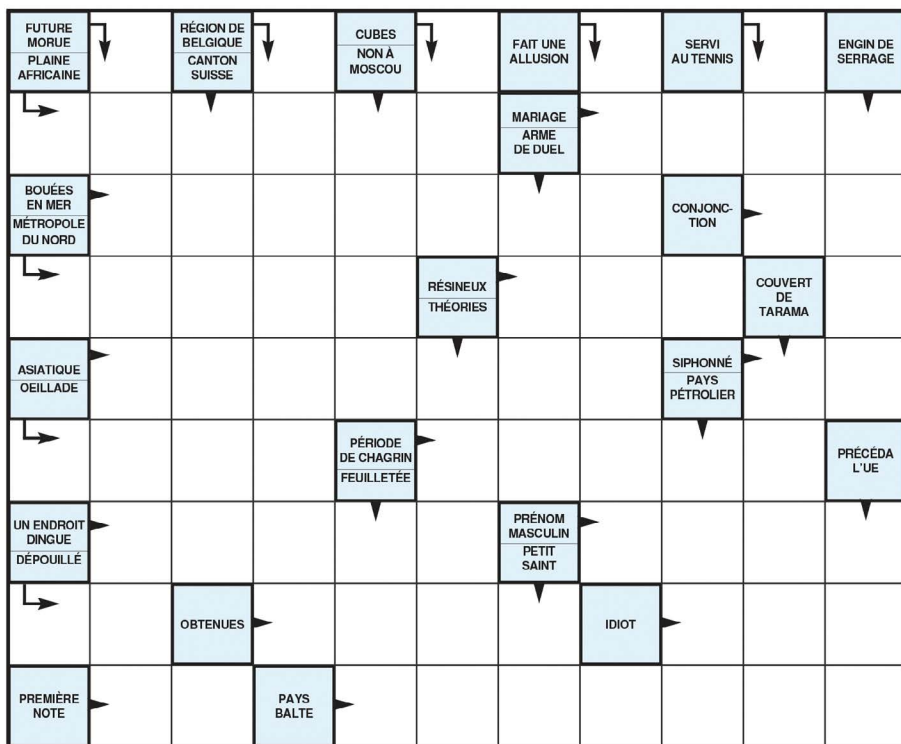 FUTURE
MORUE
PLAINE
AFRICAINE
RÉGION DE
BELGIQUE
CANTON
SUISSE
CUBES
NON À
MOSCOU
FAIT UNE
ALLUSION
SERVI
AU TENNIS
ENGIN DE
SERRAGE
MARIAGE
ARME
DE DUEL
BOUÉES
EN MER
MÉTROPOLE
DU NORD
CONJONC-
TION
RÉSINEUX
THÉORIES
COUVERT
DE
TARAMA
ASIATIQUE
OEILLADE
SIPHONNÉ
PAYS
PÉTROLIER
PÉRIODE
DE CHAGRIN
FEUILLETÉE
PRÉCÉDA
L'UE
UN ENDROIT
DINGUE
DÉPOUILLÉ
PRÉNOM
MASCULIN
PETIT
SAINT
OBTENUES
IDIOT
PREMIÈRE
NOTE
PAYS
BALTE